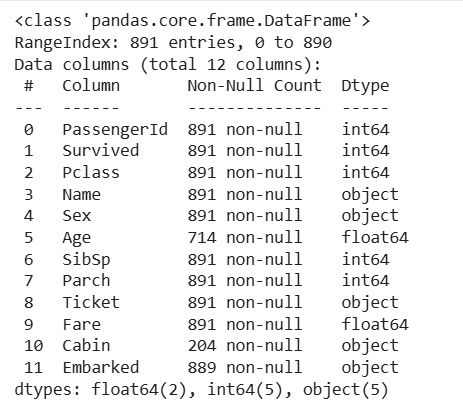 <class 'pandas.core.frame.DataFrame'>
RangeIndex: 891 entries, 0 to 890
Data columns (total 12 columns):
 #   Column       Non-Null Count  Dtype
---  ------       --------------  -----
 0   PassengerId  891 non-null    int64
 1   Survived     891 non-null    int64
 2   Pclass       891 non-null    int64
 3   Name         891 non-null    object
 4   Sex          891 non-null    object
 5   Age          714 non-null    float64
 6   SibSp        891 non-null    int64
 7   Parch        891 non-null    int64
 8   Ticket       891 non-null    object
 9   Fare         891 non-null    float64
 10  Cabin        204 non-null    object
 11  Embarked     889 non-null    object
dtypes: float64(2), int64(5), object(5)